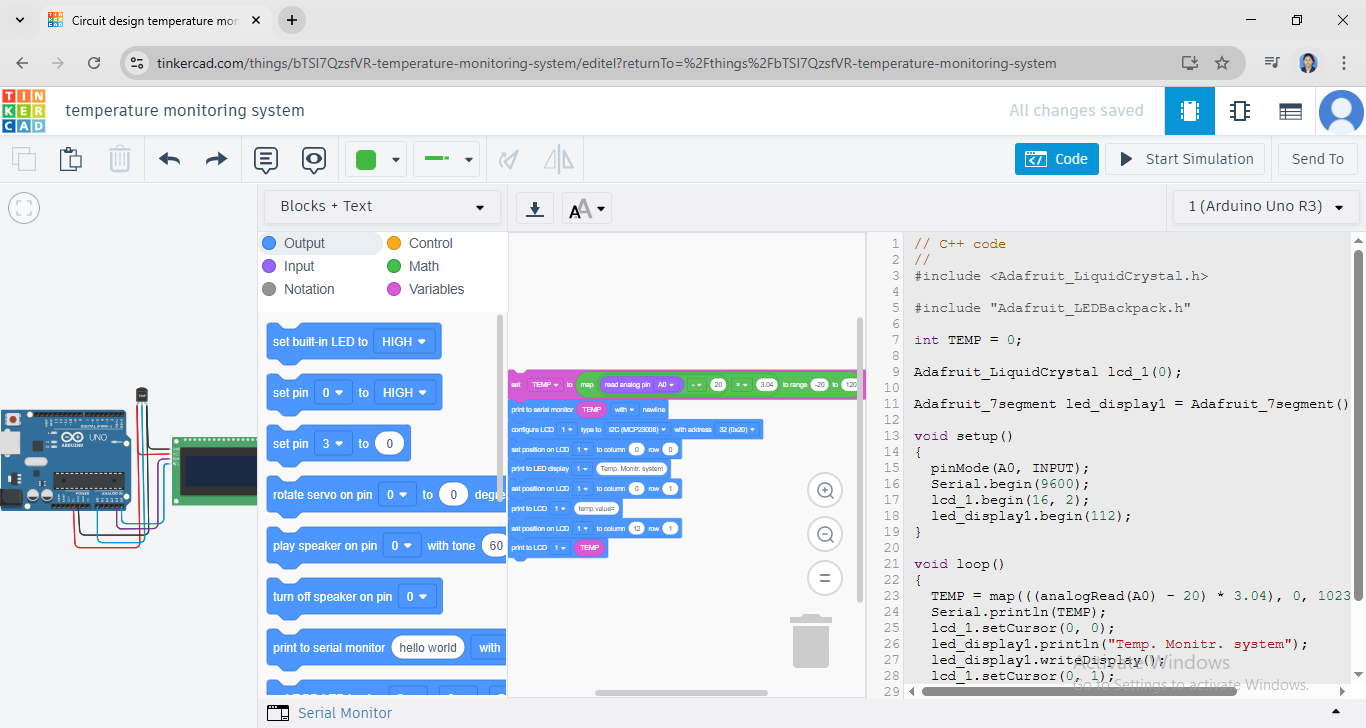 Circuit design temperature mo
tinkercad.com/things/bTSI7QzsfVR-temperature-monitoring-system/editel?returnTo=%2Fthings%2FbTSI7QzsfVR-temperature-monitoring-system
TIN
KER
CAD
temperature monitoring system
All changes saved
Code
Start Simulation
Send To
Blocks + Text
1 (Arduino Uno R3)
Output
Control
Input
Math
Notation
Variables
set built-in LED to HIGH
set pin 0 to HIGH
set pin 3 to 0
rotate servo on pin 0 to 0 degre
play speaker on pin 0 with tone 60
turn off speaker on pin 0
print to serial monitor hello world with
UNO
ARDUINO
set TEMP to map read analog pin A0 - 20 x 3.04 to range -20 to 120
print to serial monitor TEMP with newline
configure LCD 1 type to I2C (MCP23008) with address 32 (0x20)
set position on LCD 1 to column 0 row 0
print to LED display 1 Temp. Monitr. system
set position on LCD 1 to column 0 row 1
print to LCD 1 temp value=
set position on LCD 1 to column 12 row 1
print to LCD 1 TEMP
1 // C++ code
2 //
3 #include <Adafruit_LiquidCrystal.h>
4
5 #include "Adafruit_LEDBackpack.h"
6
7 int TEMP = 0;
8
9 Adafruit_LiquidCrystal lcd_1(0);
10
11 Adafruit_7segment led_display1 = Adafruit_7segment()
12
13 void setup()
14 {
15 pinMode(A0, INPUT);
16 Serial.begin(9600);
17 lcd_1.begin(16, 2);
18 led_display1.begin(112);
19 }
20
21 void loop()
22 {
23 TEMP = map(((analogRead(A0) - 20) * 3.04), 0, 1023
24 Serial.println(TEMP);
25 lcd_1.setCursor(0, 0);
26 led_display1.println("Temp. Monitr. system");
27 led_display1.writeDisplay();
28 lcd_1.setCursor(0, 1);
29
Activate Windows
Go to Settings to activate Windows.
Serial Monitor